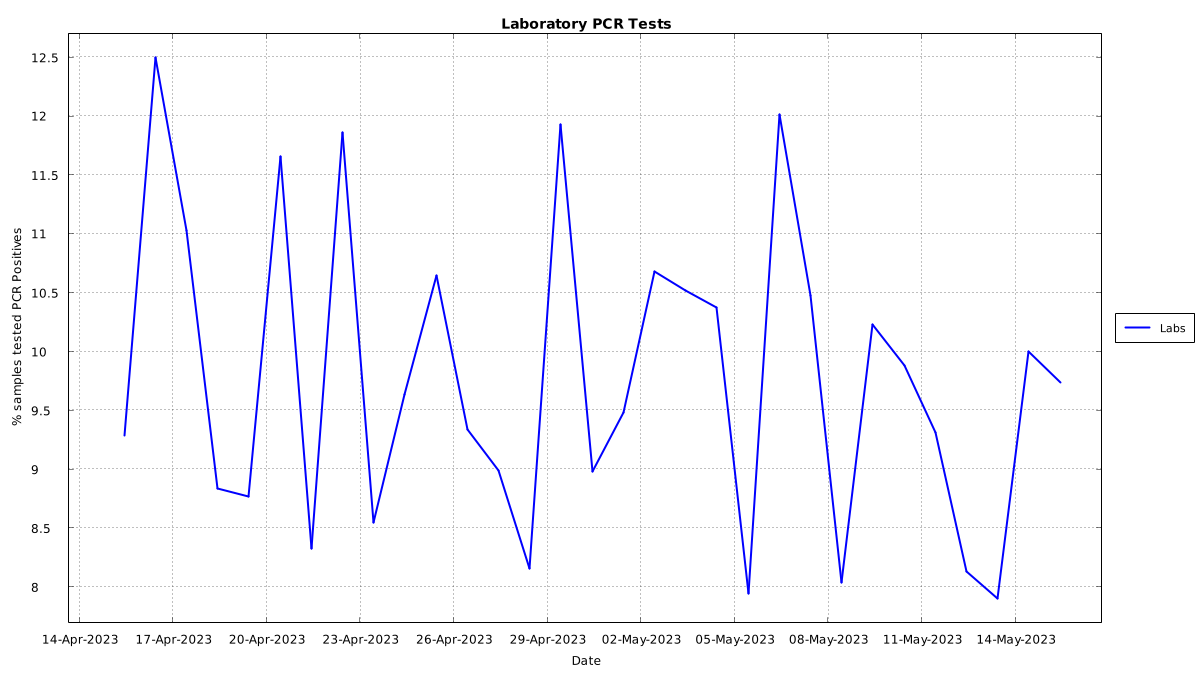 Laboratory PCR Tests
12.5
12
11.5
11
10.5
10
9.5
9
8.5
8
% samples tested PCR Positives
14-Apr-2023 17-Apr-2023 20-Apr-2023 23-Apr-2023 26-Apr-2023 29-Apr-2023 02-May-2023 05-May-2023 08-May-2023 11-May-2023 14-May-2023
Date
Labs